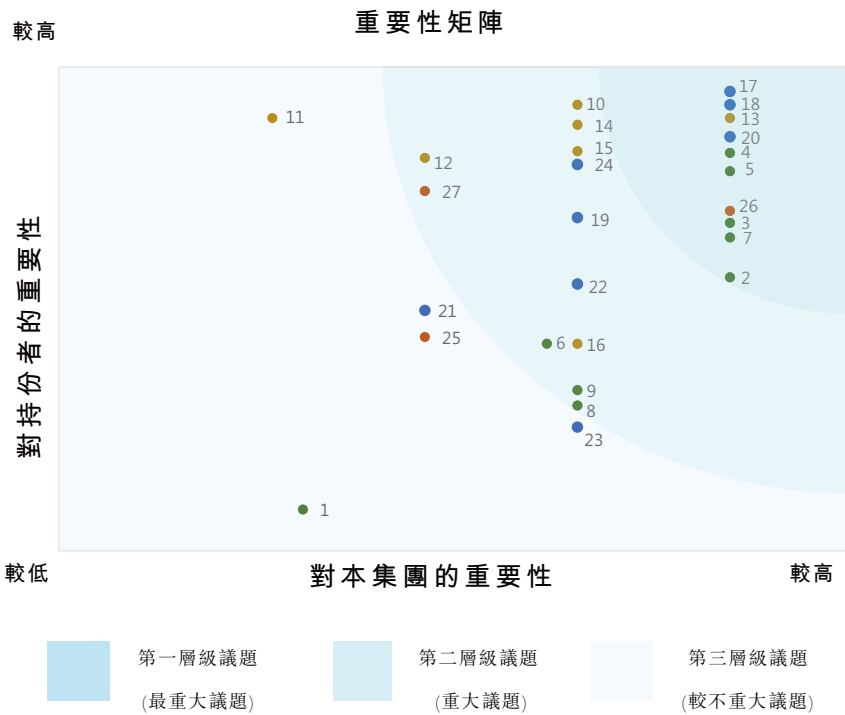 重要性矩陣
較高
17
10
18
11
13
14
20
15
4
12
24
5
27
26
19
3
7
2
22
21
25
6
16
9
8
23
1
對持份者的重要性
較低
對本集團的重要性
較高
第一層級議題
(最重大議題)
第二層級議題
(重大議題)
第三層級議題
(較不重大議題)